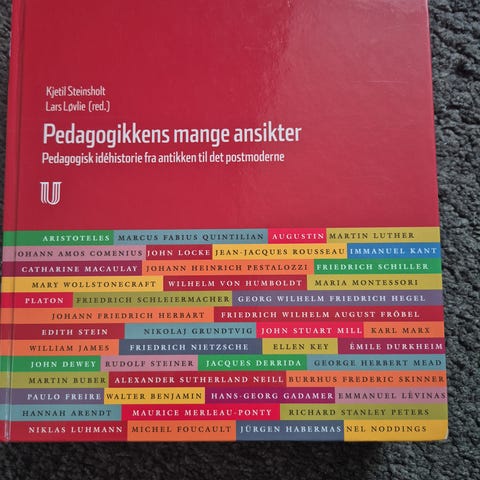 Kjetil Steinsholt
Lars Løvlie (red.)
Pedagogikkens mange ansikter
Pedagogisk idéhistorie fra antikken til det postmoderne
U
ARISTOTELES MARCUS FABIUS QUINTILIAN AUGUSTIN MARTIN LUTHER
JOHANN AMOS COMENIUS JOHN LOCKE JEAN-JACQUES ROUSSEAU IMMANUEL KANT
CATHARINE MACAULAY JOHANN HEINRICH PESTALOZZI FRIEDRICH SCHILLER
MARY WOLLSTONECRAFT WILHELM VON HUMBOLDT MARIA MONTESSORI
PLATON FRIEDRICH SCHLEIERMACHER GEORG WILHELM FRIEDRICH HEGEL
JOHANN FRIEDRICH HERBART FRIEDRICH WILHELM AUGUST FRÖBEL
EDITH STEIN NIKOLAJ GRUNDTVIG JOHN STUART MILL KARL MARX
WILLIAM JAMES FRIEDRICH NIETZSCHE ELLEN KEY ÉMILE DURKHEIM
JOHN DEWEY RUDOLF STEINER JACQUES DERRIDA GEORGE HERBERT MEAD
MARTIN BUBER ALEXANDER SUTHERLAND NEILL BURRHUS FREDERIC SKINNER
PAULO FREIRE WALTER BENJAMIN HANS-GEORG GADAMER EMMANUEL LÉVINAS
HANNAH ARENDT MAURICE MERLEAU-PONTY RICHARD STANLEY PETERS
NIKLAS LUHMANN MICHEL FOUCAULT JÜRGEN HABERMAS NEL NODDINGS